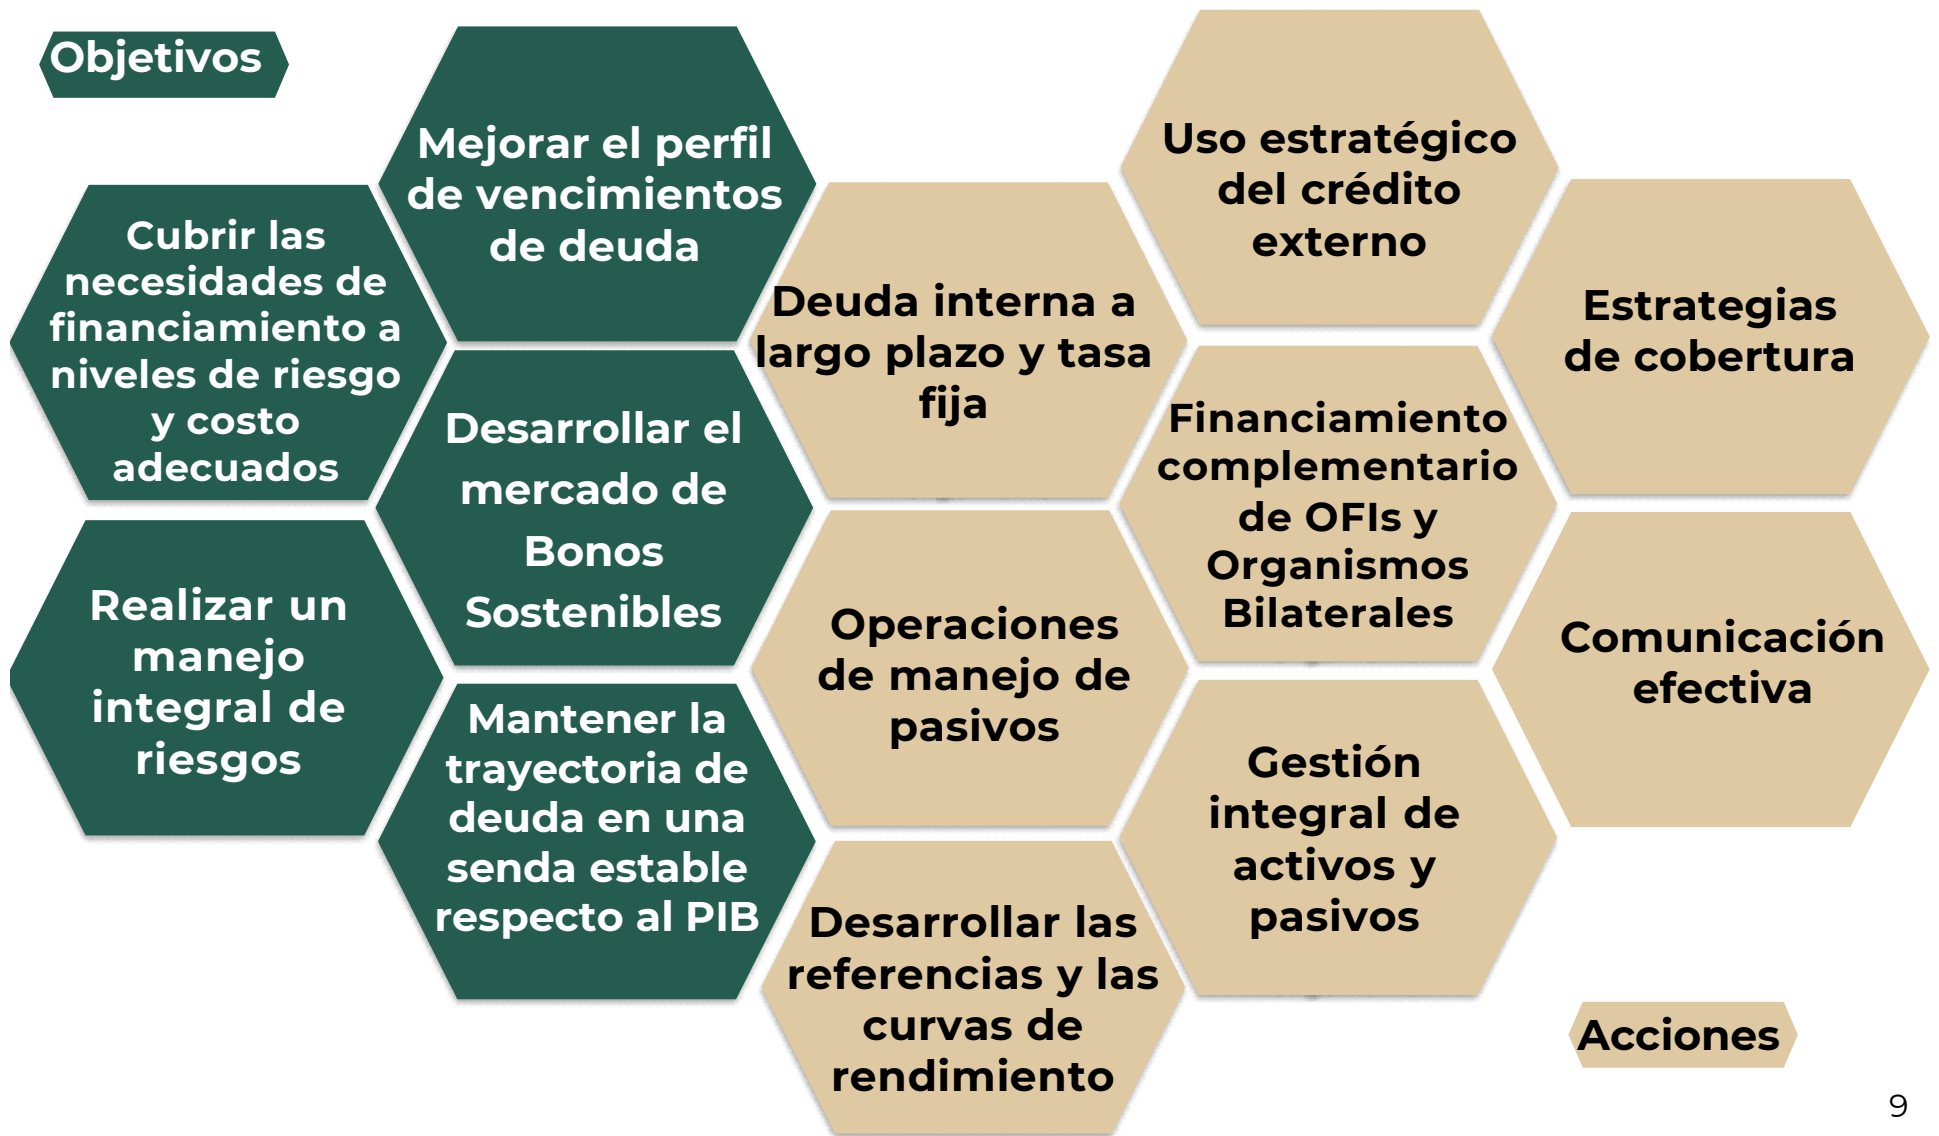 Objetivos
Mejorar el perfil
de vencimientos
de deuda
Cubrir las
necesidades de
financiamiento a
niveles de riesgo
y costo
adecuados
Desarrollar el
mercado de
Bonos
Sostenibles
Realizar un
manejo
integral de
riesgos
Mantener la
trayectoria de
deuda en una
senda estable
respecto al PIB
Uso estratégico
del crédito
externo
Deuda interna a
largo plazo y tasa
fija
Estrategias
de cobertura
Financiamiento
complementario
de OFIs y
Organismos
Bilaterales
Operaciones
de manejo de
pasivos
Comunicación
efectiva
Gestión
integral de
activos y
pasivos
Desarrollar las
referencias y las
curvas de
rendimiento
Acciones
9